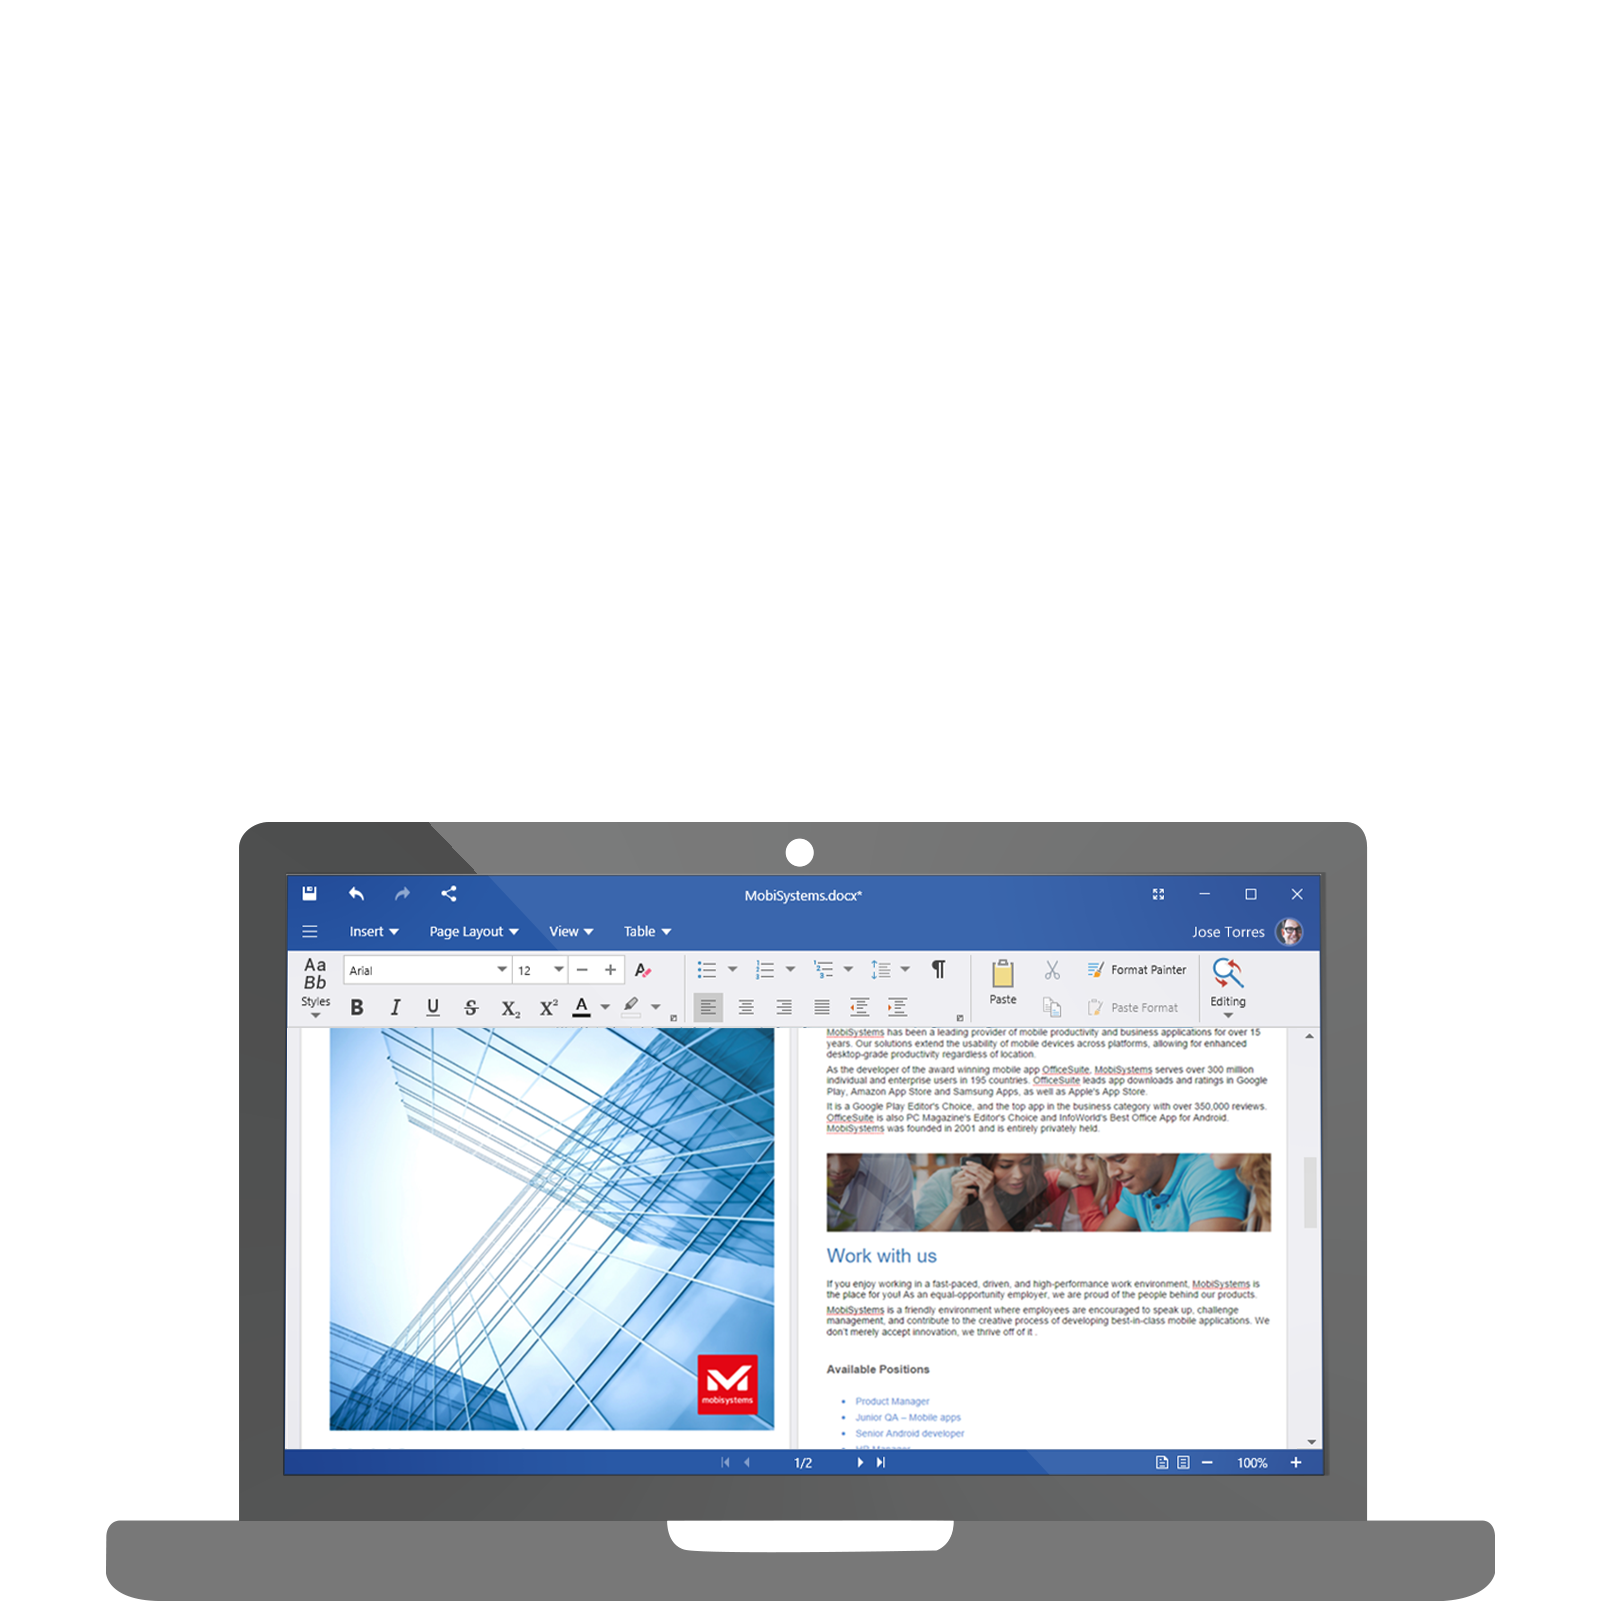 MobiSystems.docx*
Insert Page Layout View Table Jose Torres
Aa
Bb
Styles
Arial 12
B I U S X₂ X² A
Paste
Format Painter
Paste Format
Editing
mobisystems
MobiSystems has been a leading provider of mobile productivity and business applications for over 15
years. Our solutions extend the usability of mobile devices across platforms, allowing for enhanced
desktop-grade productivity regardless of location.
As the developer of the award winning mobile app OfficeSuite, MobiSystems serves over 300 million
individual and enterprise users in 195 countries. OfficeSuite leads app downloads and ratings in Google
Play, Amazon App Store and Samsung Apps, as well as Apple's App Store.
It is a Google Play Editor's Choice, and the top app in the business category with over 350,000 reviews.
OfficeSuite is also PC Magazine's Editor's Choice and InfoWorld's Best Office App for Android.
MobiSystems was founded in 2001 and is entirely privately held.
Work with us
If you enjoy working in a fast-paced, driven, and high-performance work environment, MobiSystems is
the place for you! As an equal-opportunity employer, we are proud of the people behind our products.
MobiSystems is a friendly environment where employees are encouraged to speak up, challenge
management, and contribute to the creative process of developing best-in-class mobile applications. We
don't merely accept innovation, we thrive off of it .
Available Positions
• Product Manager
• Junior QA – Mobile apps
• Senior Android developer
• HR Manager
1/2
100%